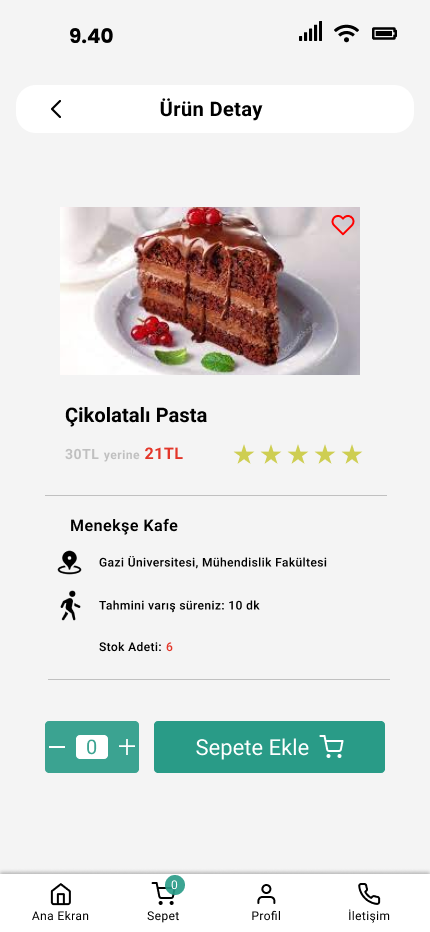 9.40
Ürün Detay
Çikolatalı Pasta
30TL yerine 21TL
Menekşe Kafe
Gazi Üniversitesi, Mühendislik Fakültesi
Tahmini varış süreniz: 10 dk
Stok Adeti: 6
0
Sepete Ekle
0
Ana Ekran
Sepet
Profil
İletişim